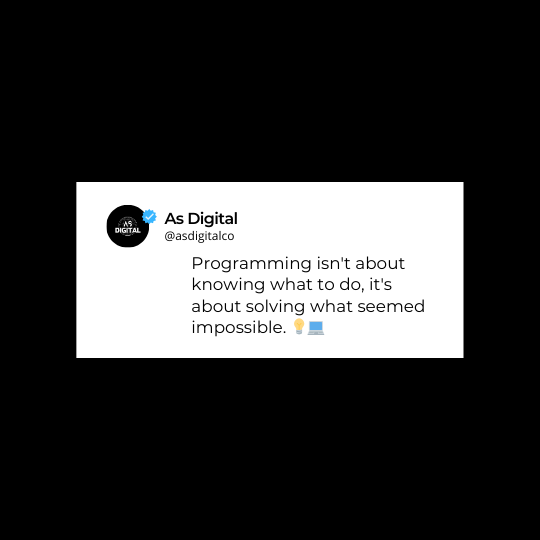 AS
DIGITAL
As Digital
@asdigitalco
Programming isn't about
knowing what to do, it's
about solving what seemed
impossible. 💡💻